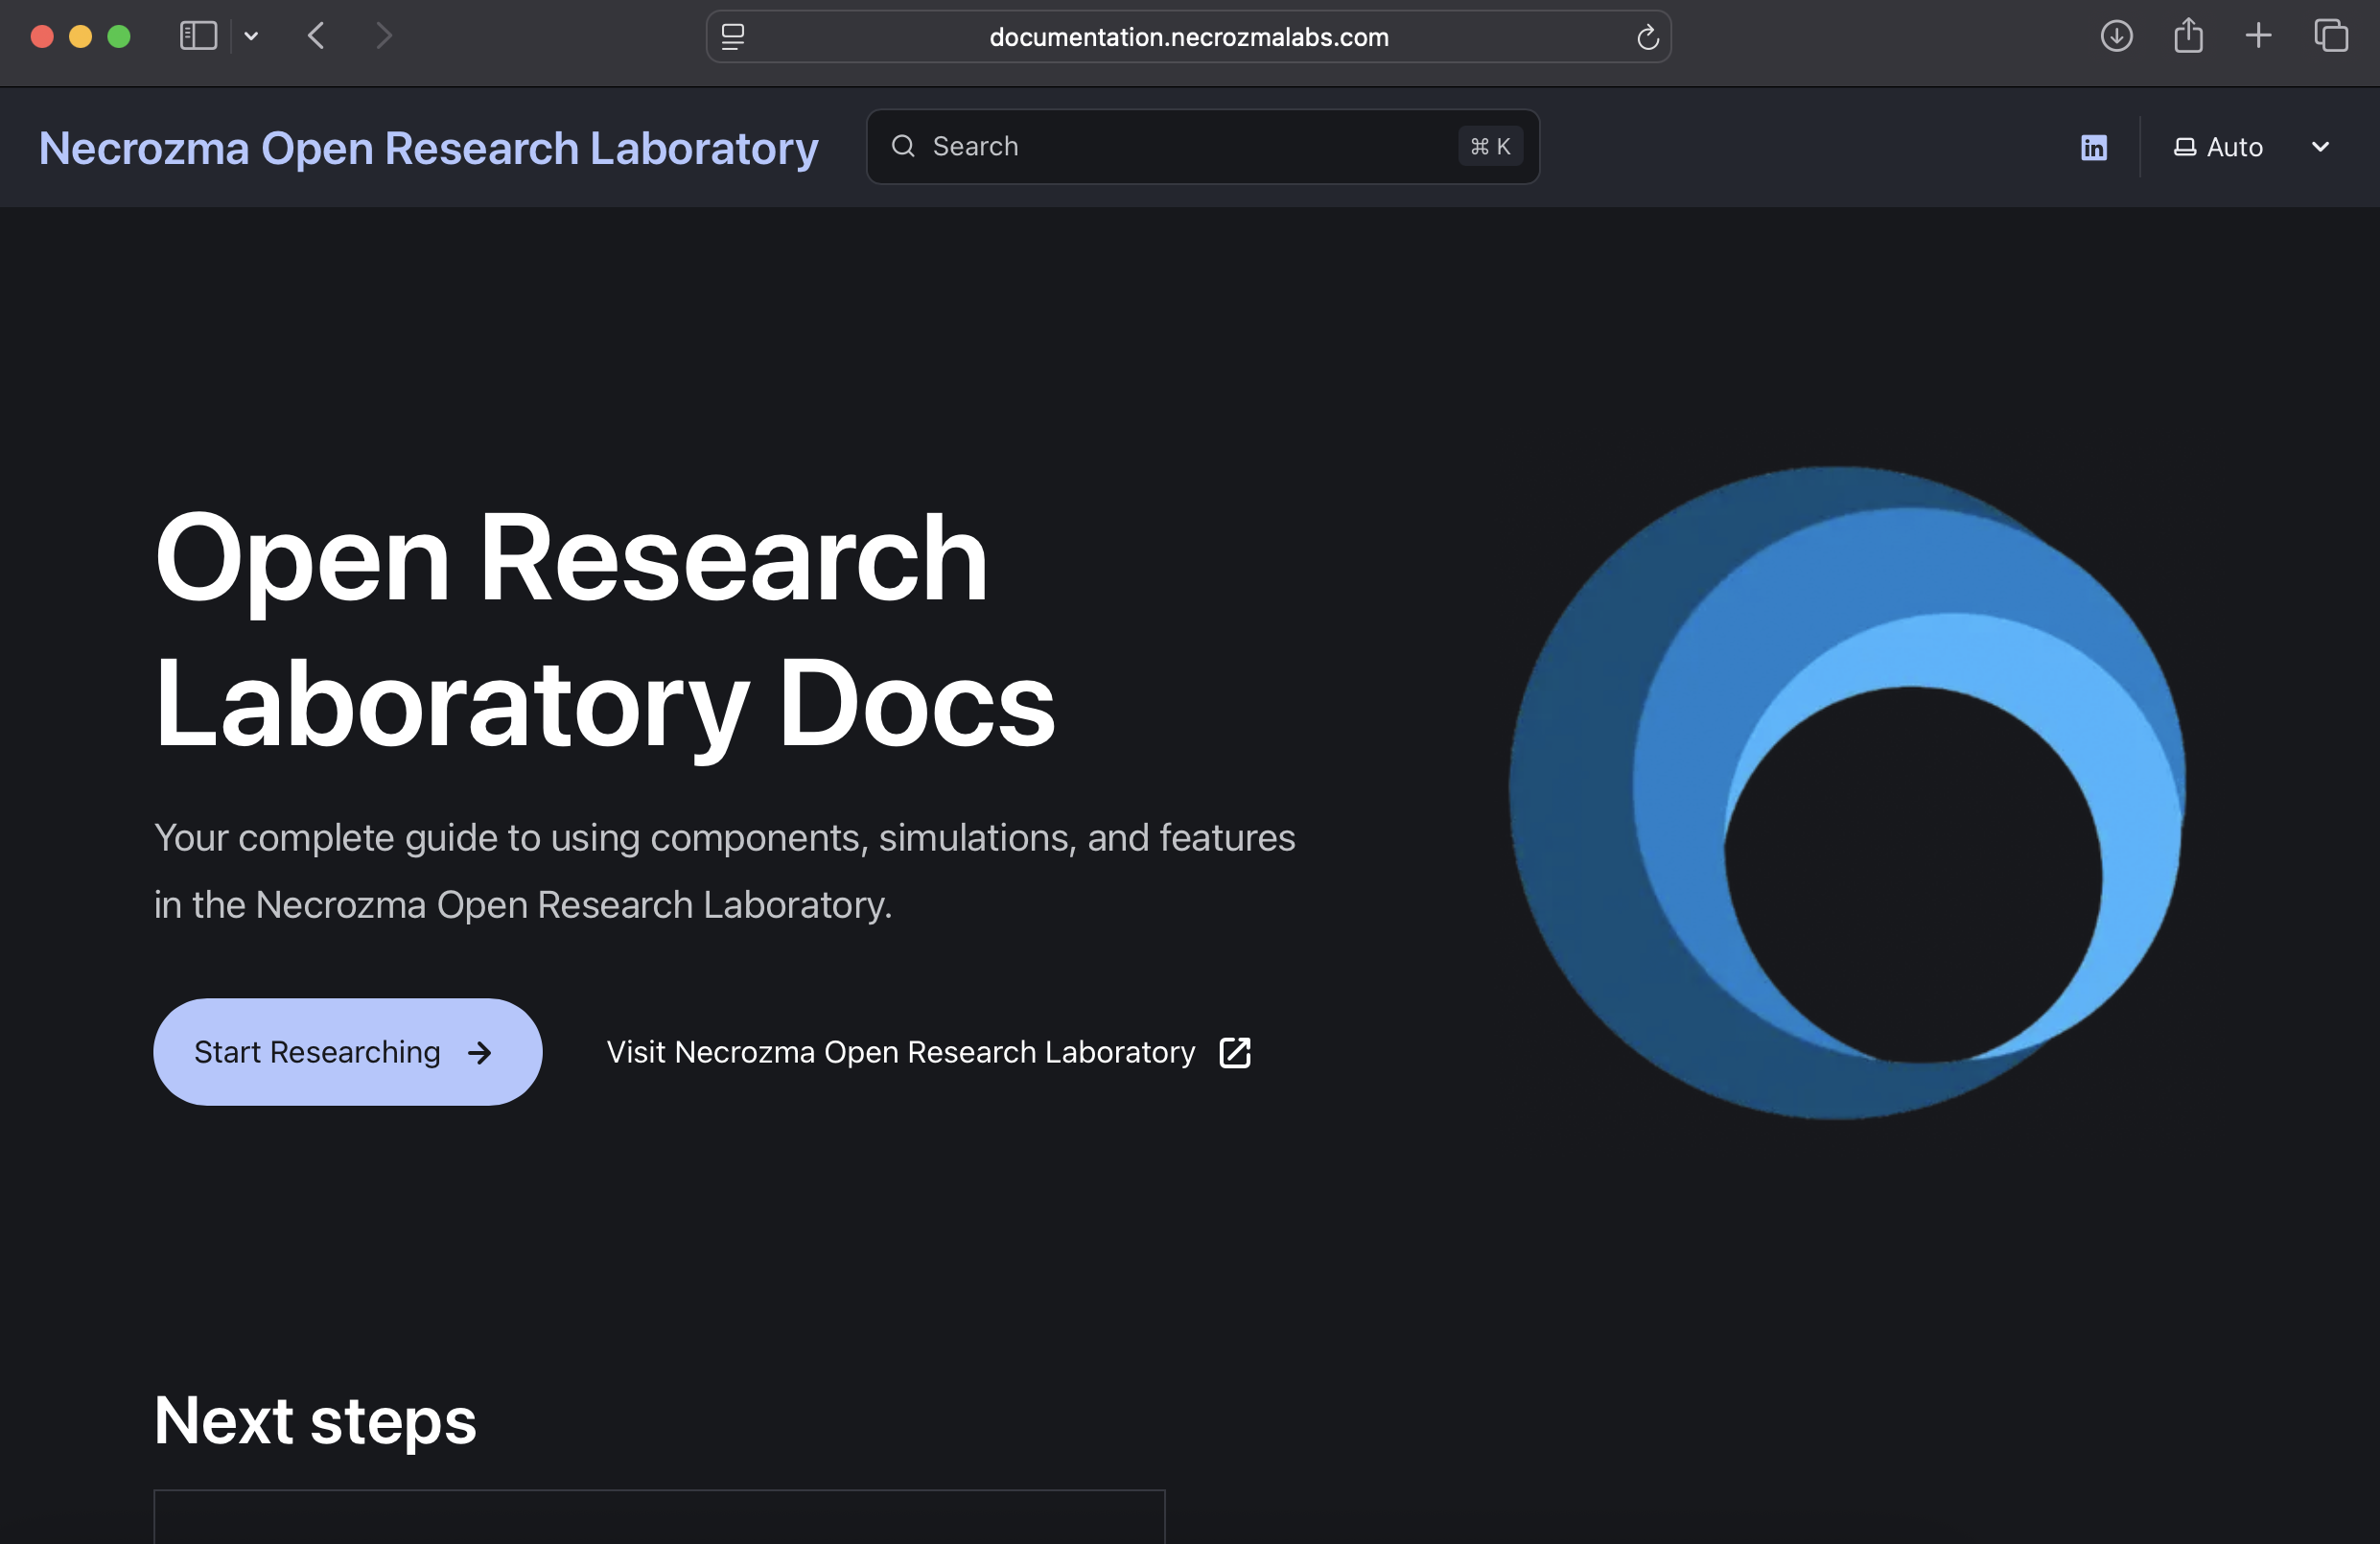 documentation.necrozmalabs.com
Necrozma Open Research Laboratory
Search
⌘ K
in
Auto
Open Research
Laboratory Docs
Your complete guide to using components, simulations, and features
in the Necrozma Open Research Laboratory.
Start Researching
Visit Necrozma Open Research Laboratory
Next steps